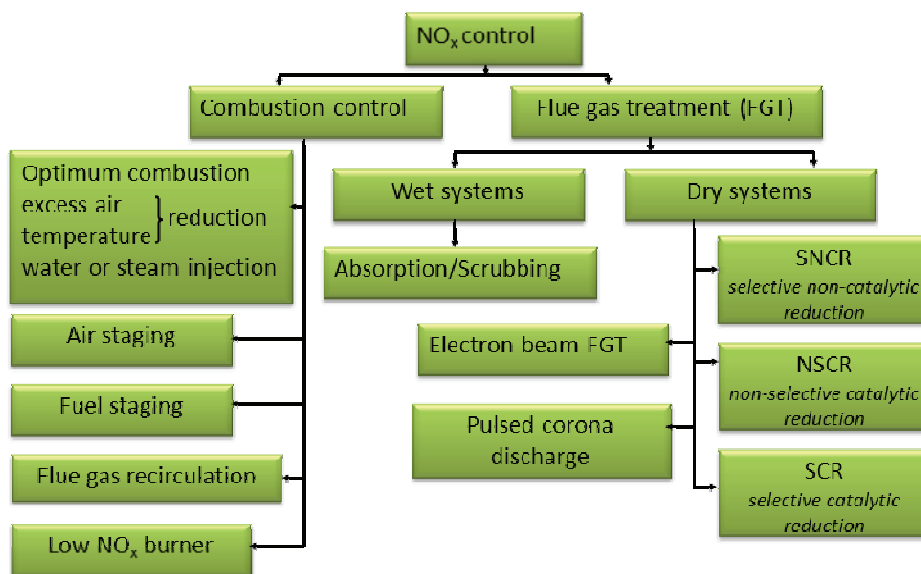 NOₓ control
Combustion control
Flue gas treatment (FGT)
Optimum combustion
excess air
temperature } reduction
water or steam injection
Air staging
Fuel staging
Flue gas recirculation
Low NOₓ burner
Wet systems
Absorption/Scrubbing
Dry systems
Electron beam FGT
Pulsed corona
discharge
SNCR
selective non-catalytic
reduction
NSCR
non-selective catalytic
reduction
SCR
selective catalytic
reduction